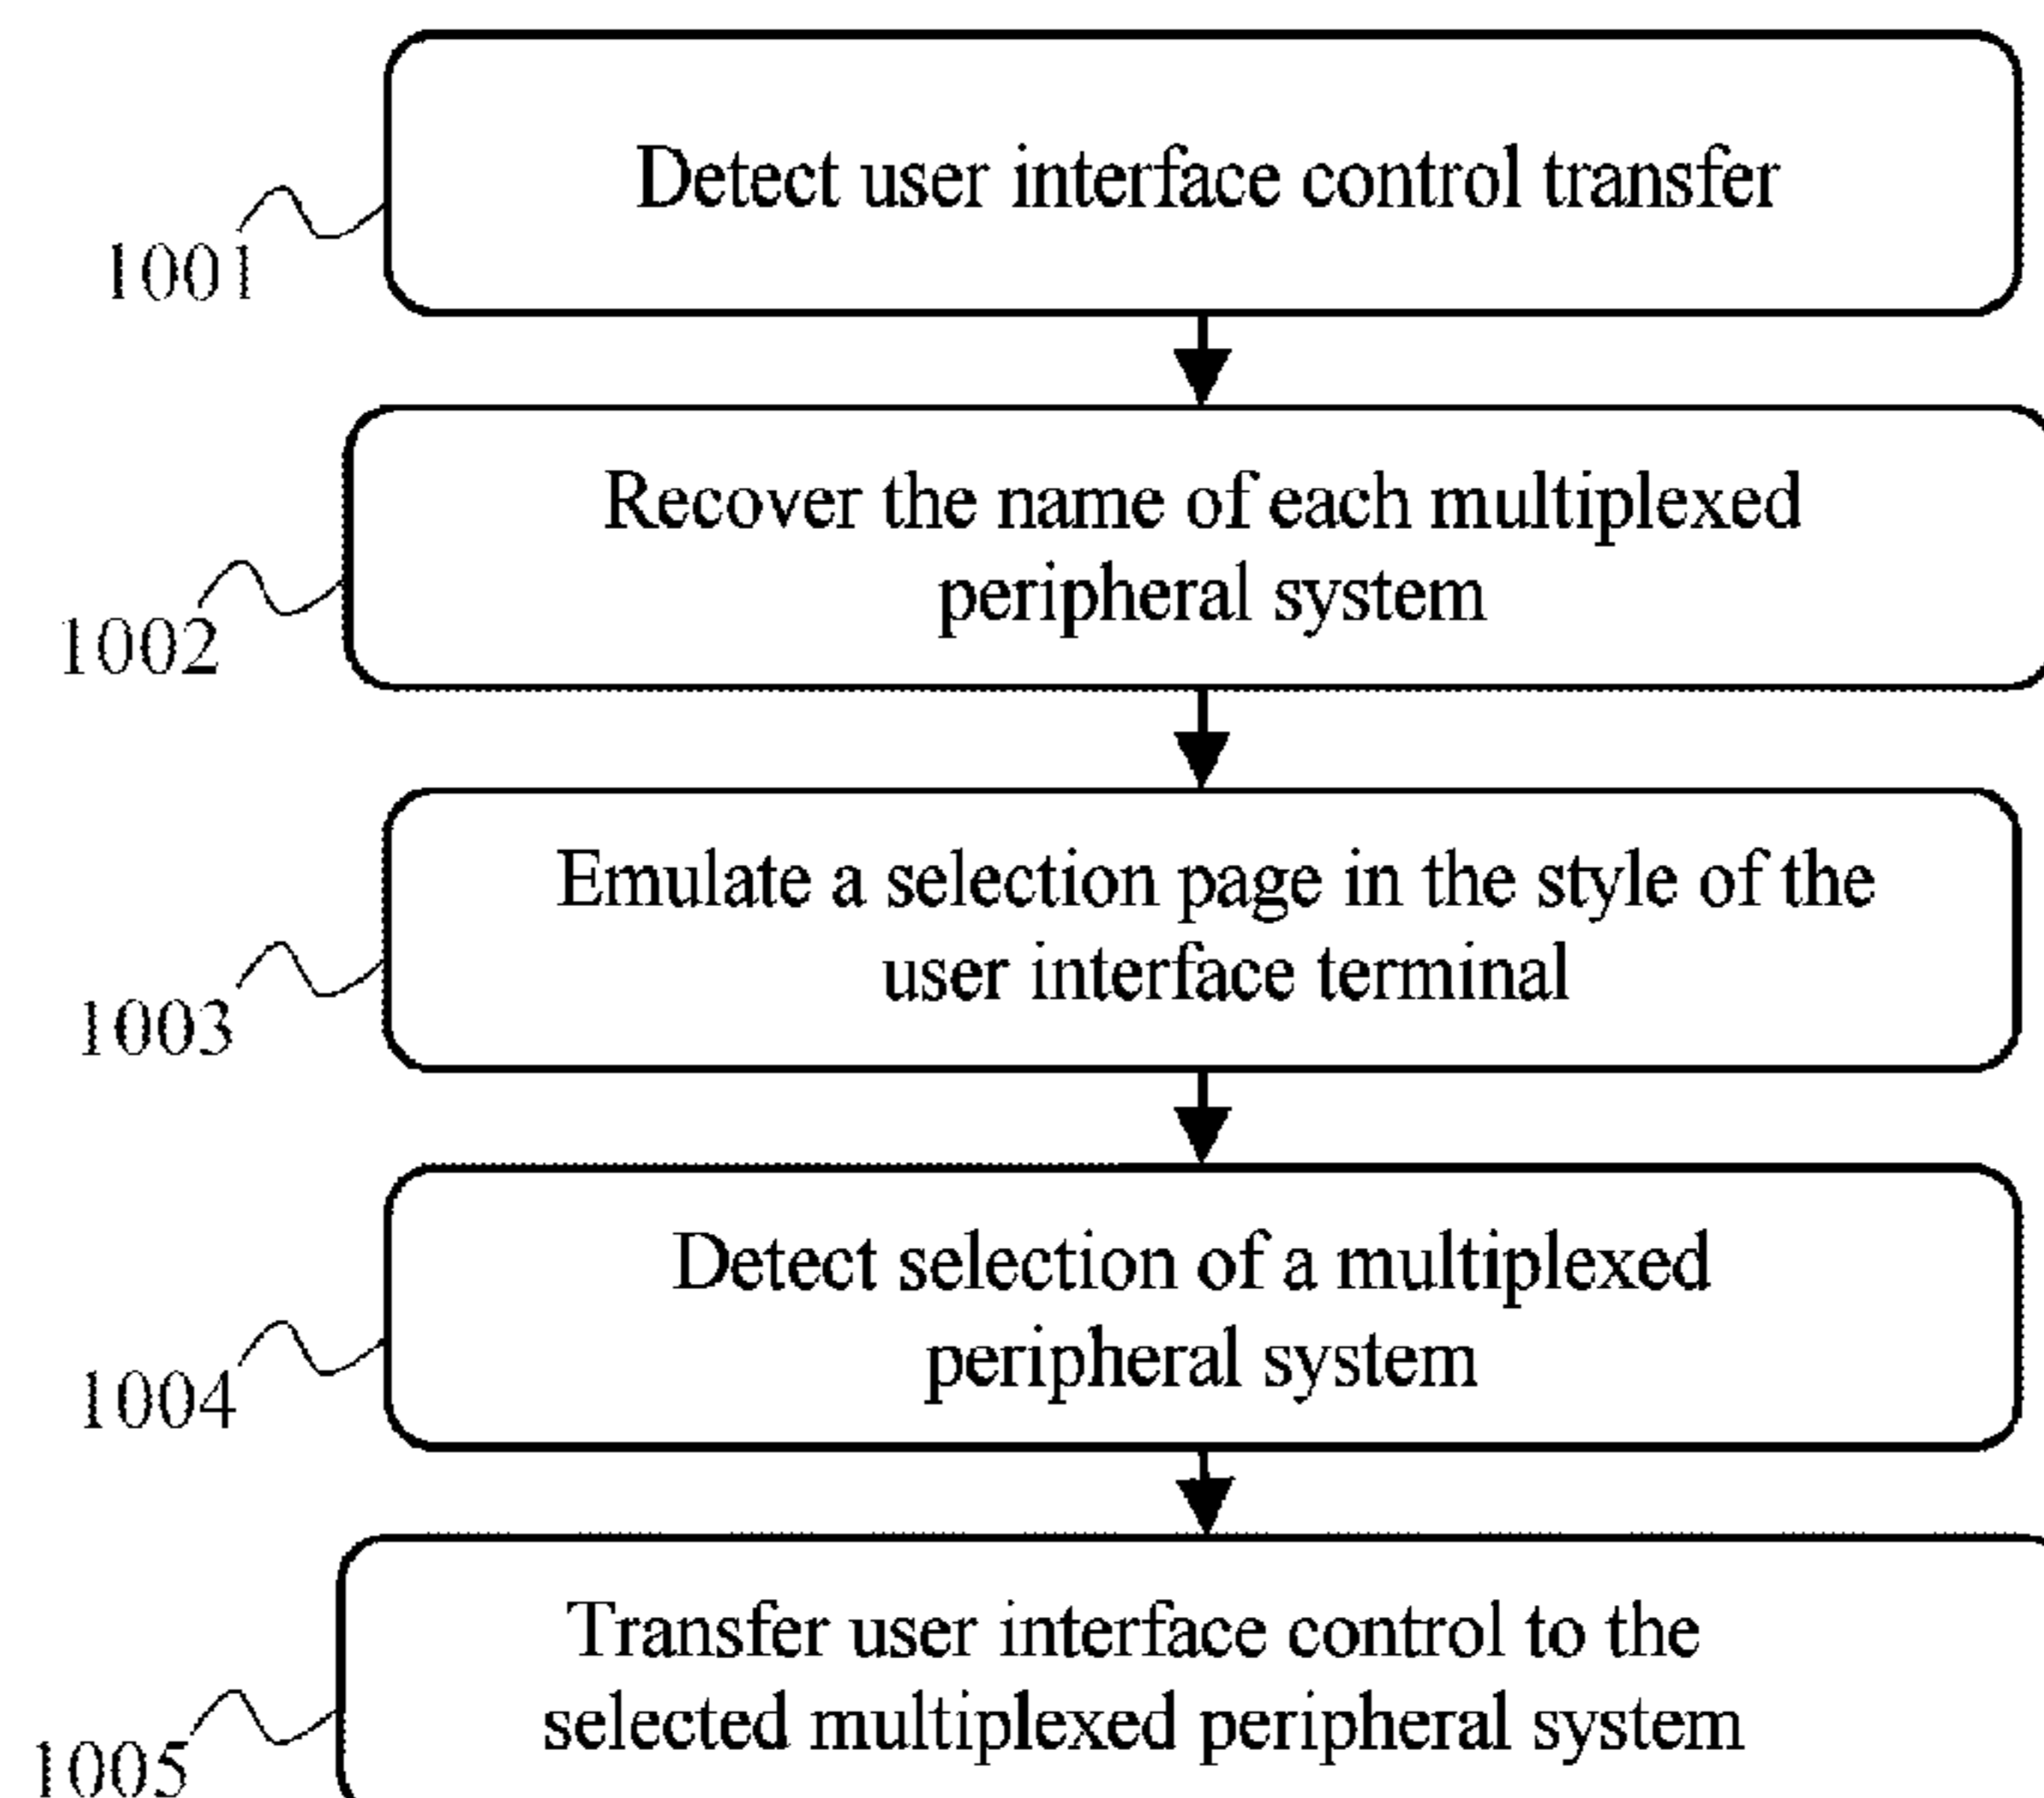 Detect user interface control transfer
1001
Recover the name of each multiplexed
peripheral system
1002
Emulate a selection page in the style of the
user interface terminal
1003
Detect selection of a multiplexed
peripheral system
1004
Transfer user interface control to the
selected multiplexed peripheral system
1005